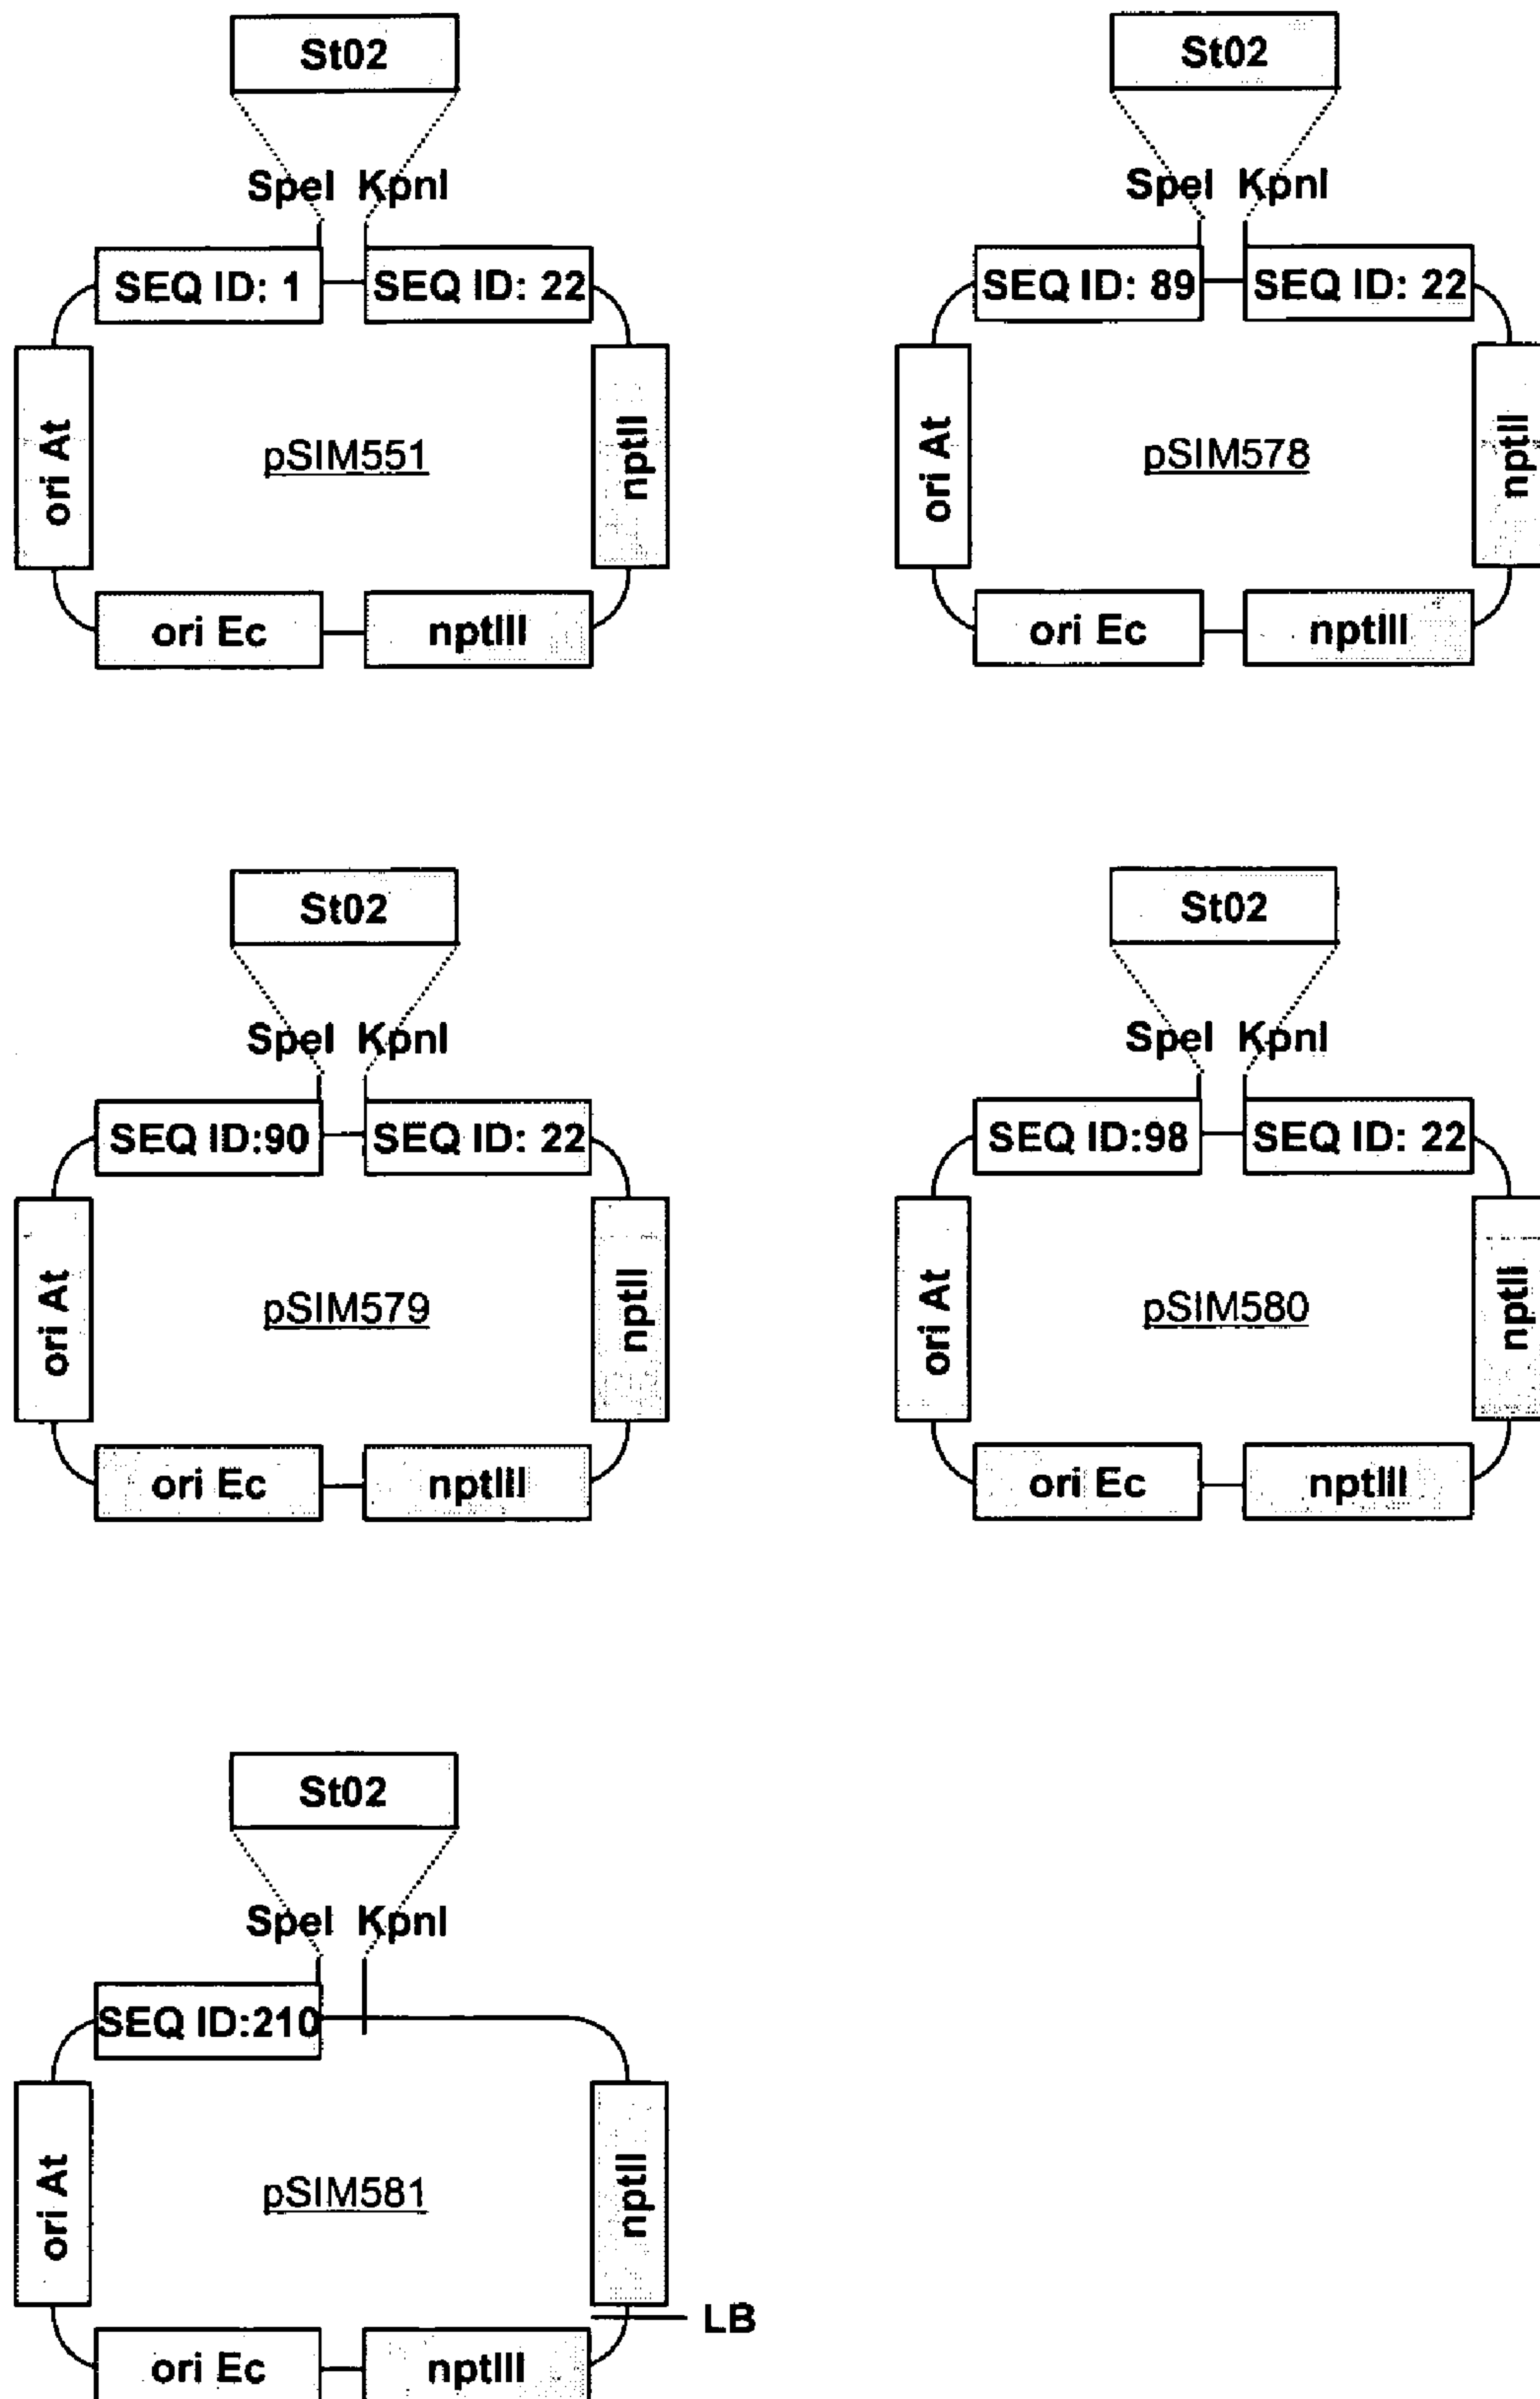 St02
SpeI KpnI
SEQ ID: 1
SEQ ID: 22
ori At
pSIM551
nptII
ori Ec
nptIII
St02
SpeI KpnI
SEQ ID: 89
SEQ ID: 22
ori At
pSIM578
nptII
ori Ec
nptIII
St02
SpeI KpnI
SEQ ID:90
SEQ ID: 22
ori At
pSIM579
nptII
ori Ec
nptIII
St02
SpeI KpnI
SEQ ID:98
SEQ ID: 22
ori At
pSIM580
nptII
ori Ec
nptIII
St02
SpeI KpnI
SEQ ID:210
ori At
pSIM581
nptII
LB
ori Ec
nptIII